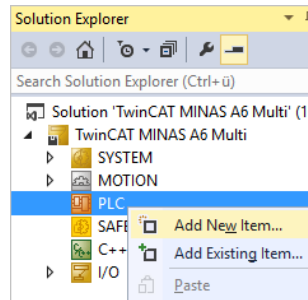 Solution Explorer
Search Solution Explorer (Ctrl+ü)
Solution 'TwinCAT MINAS A6 Multi' (1
TwinCAT MINAS A6 Multi
SYSTEM
MOTION
PLC
Add New Item...
C++
Add Existing Item...
I/O
Paste